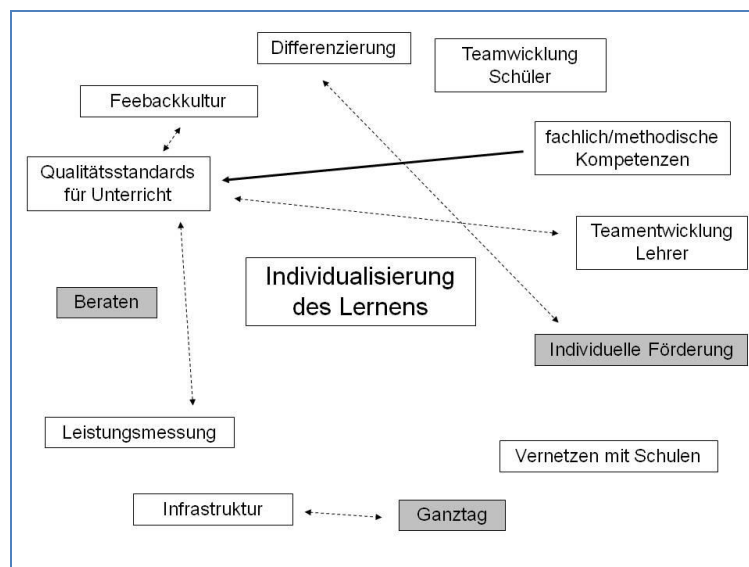 Differenzierung
Teamwicklung
Schüler
Feebackkultur
fachlich/methodische
Kompetenzen
Qualitätsstandards
für Unterricht
Teamentwicklung
Lehrer
Individualisierung
des Lernens
Beraten
Individuelle Förderung
Leistungsmessung
Vernetzen mit Schulen
Infrastruktur
Ganztag